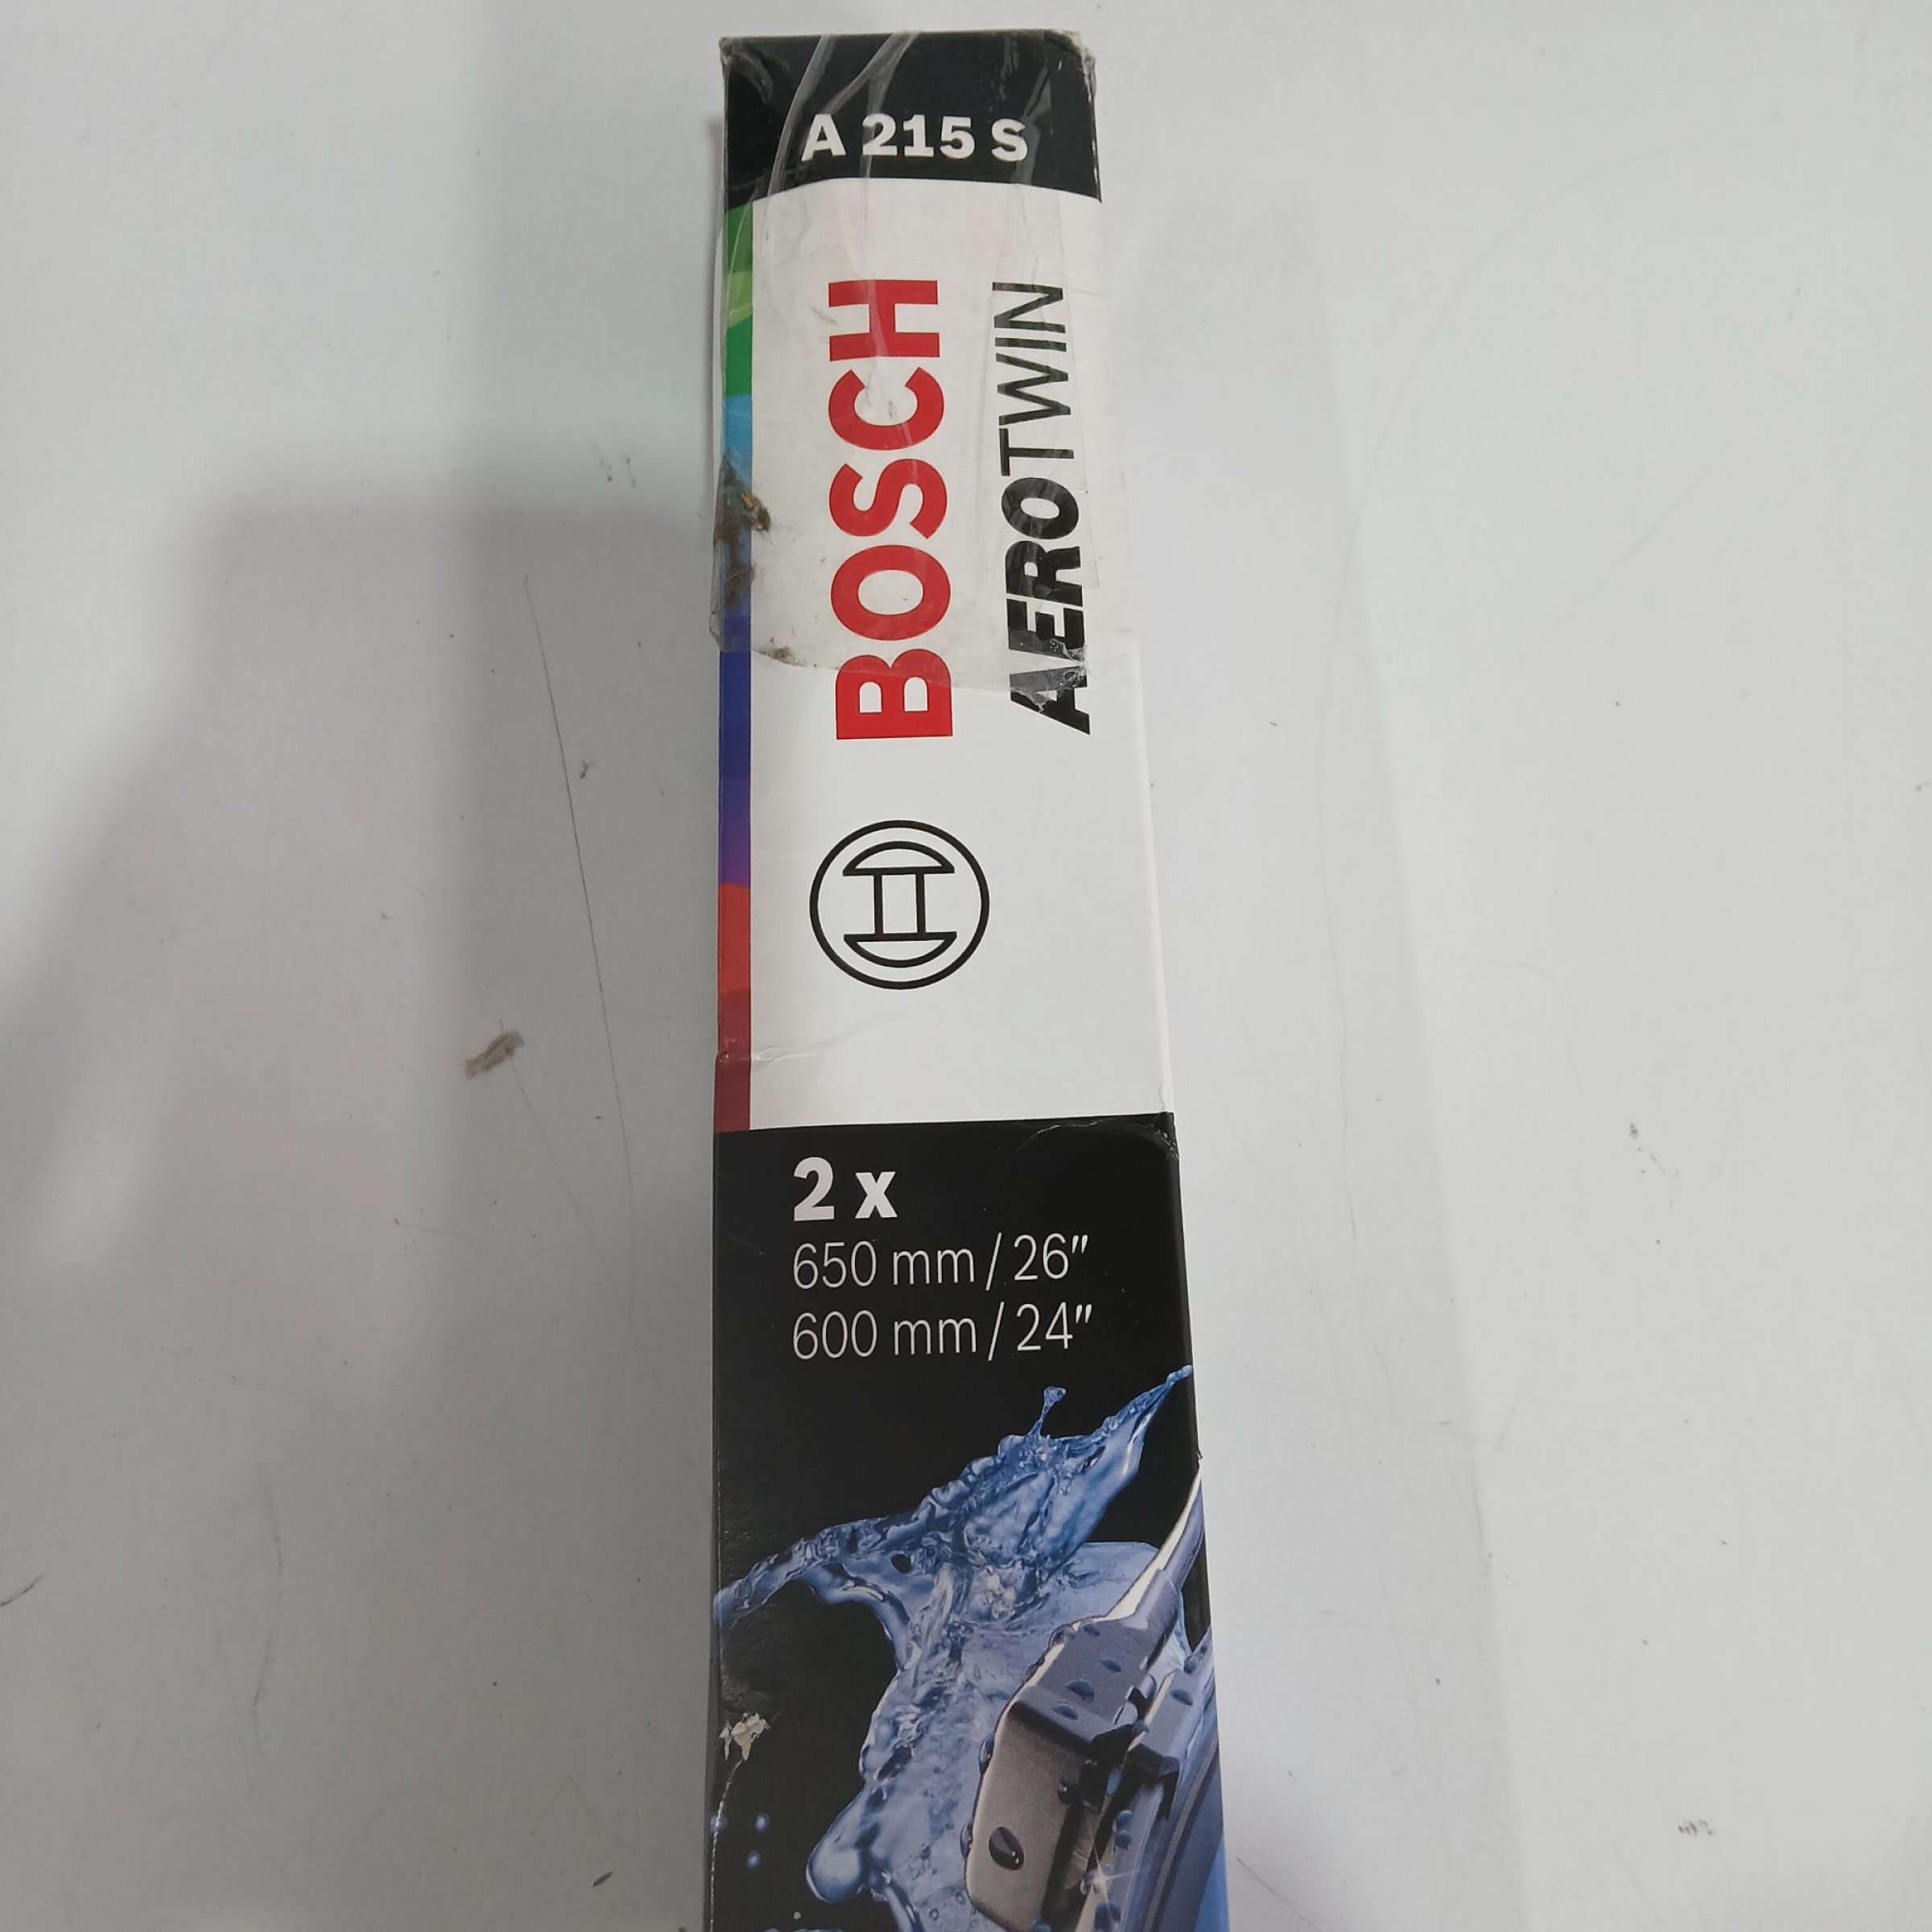 A 215 S
BOSCH
AEROTWIN
2 x
650 mm / 26"
600 mm / 24"